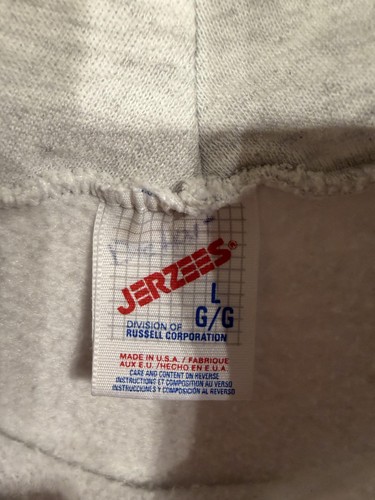 JERZEES®
L
G/G
DIVISION OF
RUSSELL CORPORATION
MADE IN U.S.A. / FABRIQUE
AUX E.U. / HECHO EN E.U.A.
CARE AND CONTENT ON REVERSE
INSTRUCTIONS ET COMPOSITION AU VERSO
INSTRUCCIONES Y COMPOSICIÓN AL REVERSO